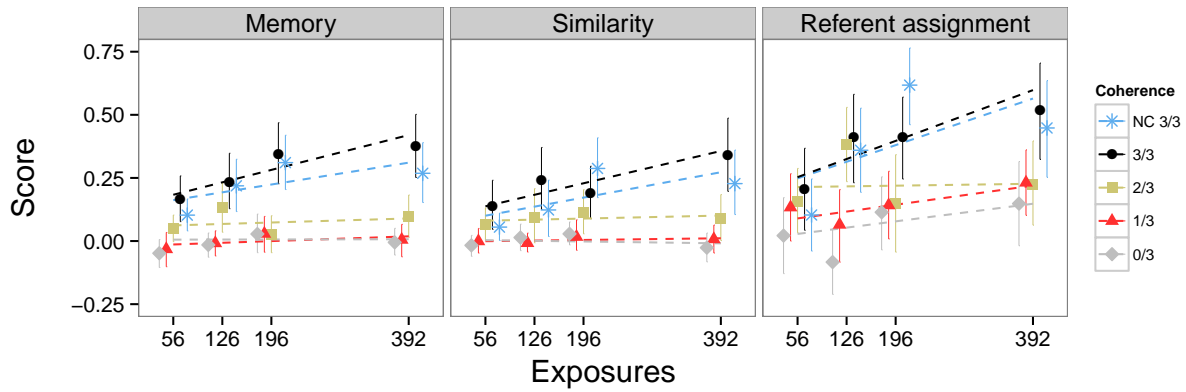 Memory Similarity Referent assignment
0.75
0.50
0.25
0.00
−0.25
Score
56 126 196 392 56 126 196 392 56 126 196 392
Exposures
Coherence
NC 3/3
3/3
2/3
1/3
0/3